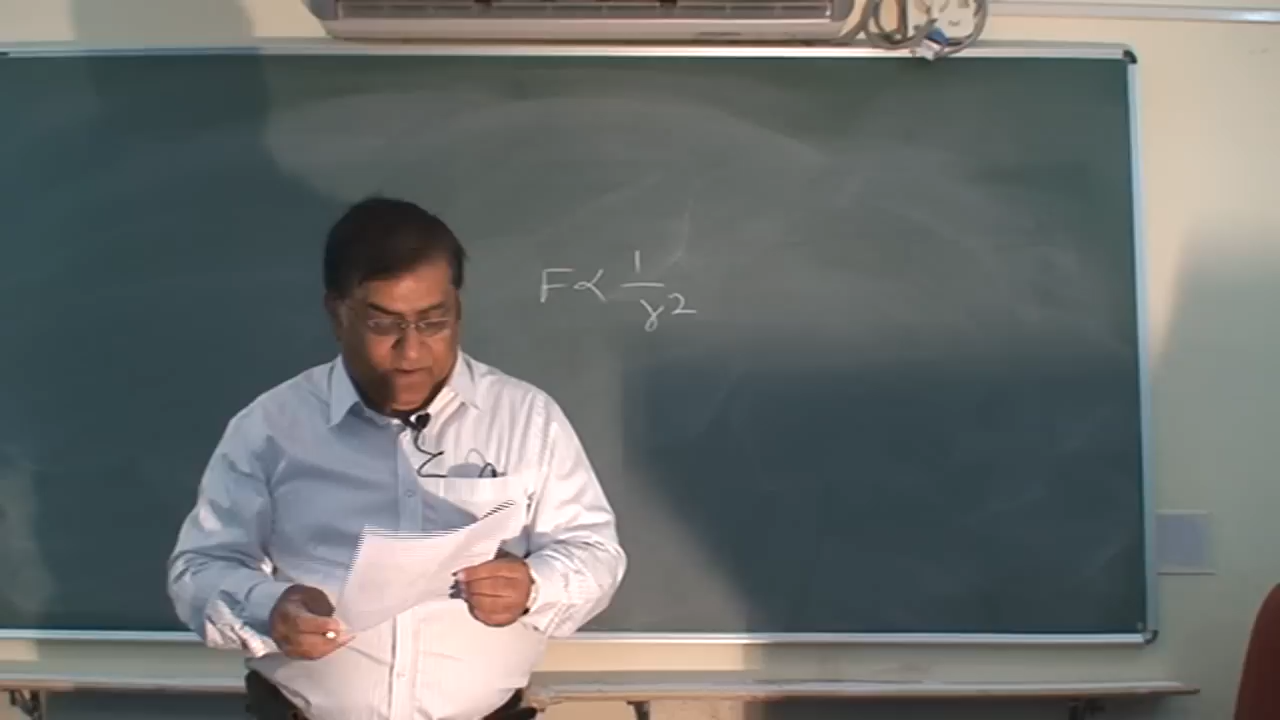 F ∝ 1/r²